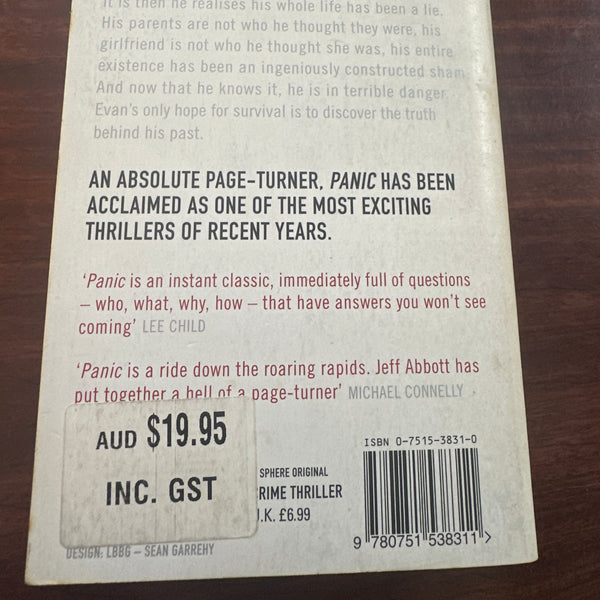 It is then he realises his whole life has been a lie.
His parents are not who he thought they were, his
girlfriend is not who he thought she was, his entire
existence has been an ingeniously constructed sham.
And now that he knows it, he is in terrible danger.
Evan's only hope for survival is to discover the truth
behind his past.
AN ABSOLUTE PAGE-TURNER, PANIC HAS BEEN
ACCLAIMED AS ONE OF THE MOST EXCITING
THRILLERS OF RECENT YEARS.
'Panic is an instant classic, immediately full of questions
– who, what, why, how – that have answers you won't see
coming' LEE CHILD
'Panic is a ride down the roaring rapids. Jeff Abbott has
put together a hell of a page-turner' MICHAEL CONNELLY
AUD $19.95
INC. GST
SPHERE ORIGINAL
CRIME THRILLER
U.K. £6.99
ISBN 0-7515-3831-0
9 780751 538311 >
DESIGN: LBBG – SEAN GARREHY